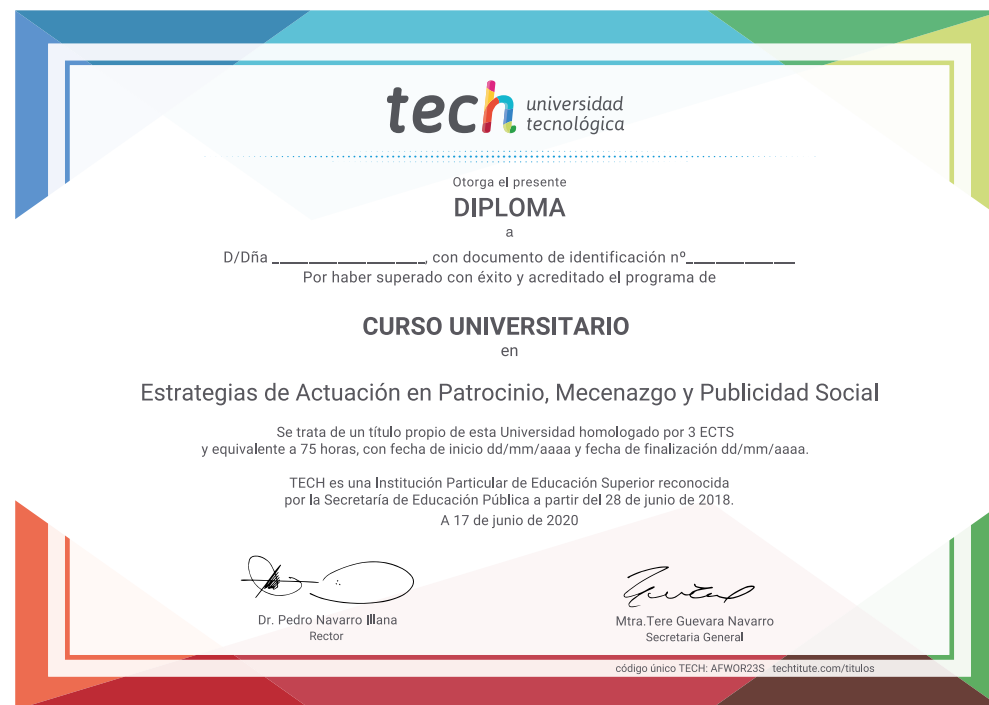 tech universidad
tecnológica
Otorga el presente
DIPLOMA
a
D/Dña ____________________, con documento de identificación nº______________
Por haber superado con éxito y acreditado el programa de
CURSO UNIVERSITARIO
en
Estrategias de Actuación en Patrocinio, Mecenazgo y Publicidad Social
Se trata de un título propio de esta Universidad homologado por 3 ECTS
y equivalente a 75 horas, con fecha de inicio dd/mm/aaaa y fecha de finalización dd/mm/aaaa.
TECH es una Institución Particular de Educación Superior reconocida
por la Secretaría de Educación Pública a partir del 28 de junio de 2018.
A 17 de junio de 2020
Dr. Pedro Navarro Illana
Rector
Mtra.Tere Guevara Navarro
Secretaria General
código único TECH: AFWOR23S techtitute.com/titulos